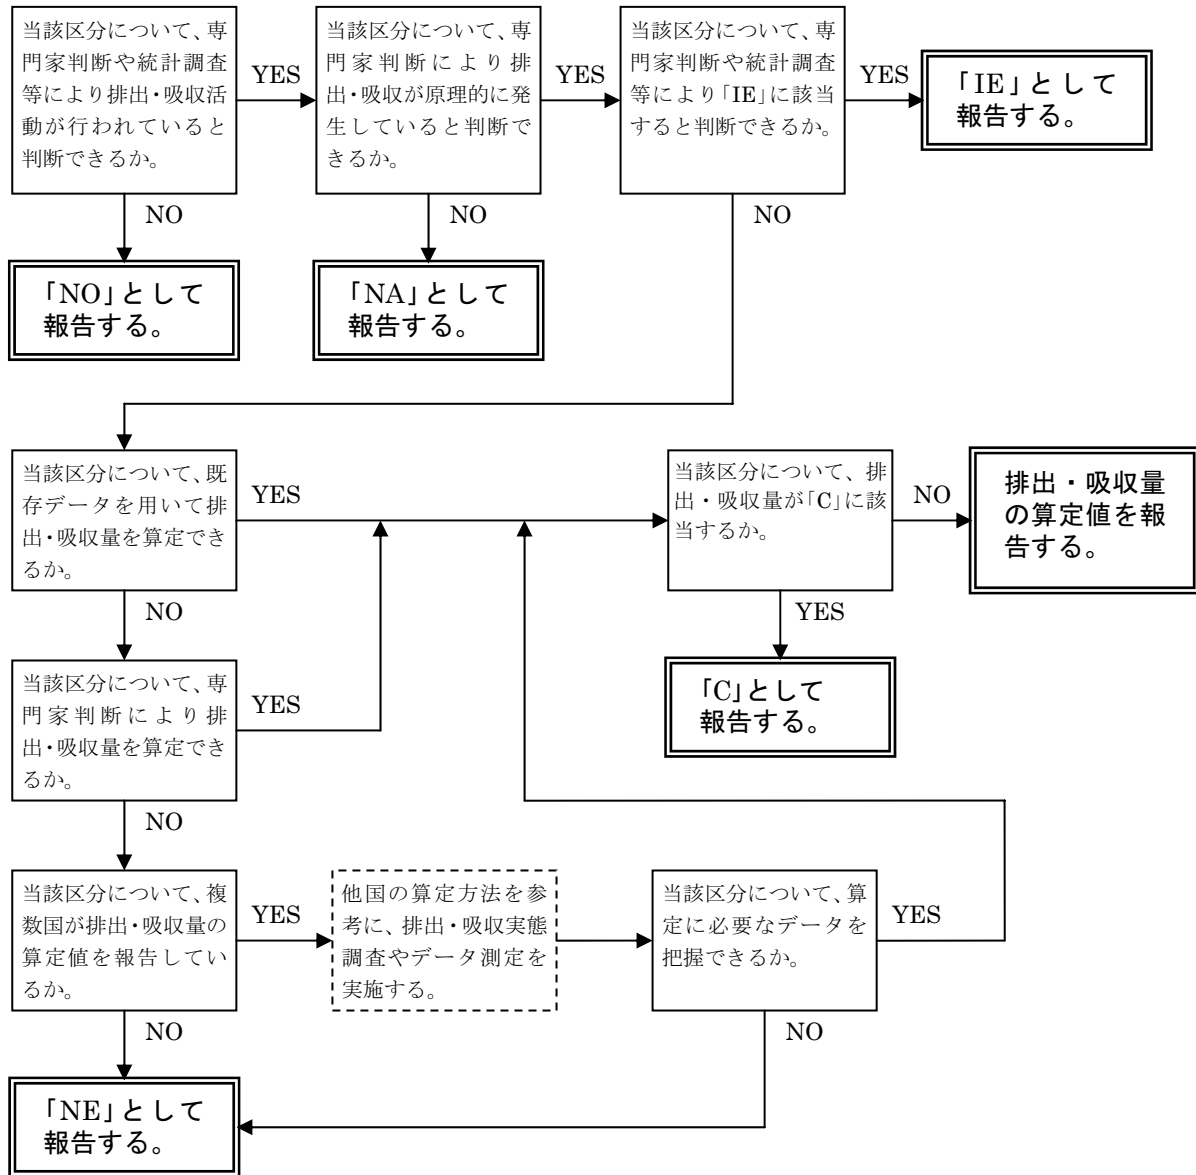 当該区分について、専
門家判断や統計調査
等により排出・吸収活
動が行われていると
判断できるか。
YES
NO
「NO」として
報告する。
当該区分について、専
門家判断により排
出・吸収が原理的に発
生していると判断で
きるか。
YES
NO
「NA」として
報告する。
当該区分について、専
門家判断や統計調査
等により「IE」に該当
すると判断できるか。
YES
NO
「IE」として
報告する。
当該区分について、既
存データを用いて排
出・吸収量を算定でき
るか。
YES
NO
当該区分について、排
出・吸収量が「C」に該
当するか。
NO
YES
排出・吸収量
の算定値を報
告する。
「C」として
報告する。
当該区分について、専
門家判断により排
出・吸収量を算定でき
るか。
YES
NO
当該区分について、複
数国が排出・吸収量の
算定値を報告してい
るか。
YES
NO
他国の算定方法を参
考に、排出・吸収実態
調査やデータ測定を
実施する。
当該区分について、算
定に必要なデータを
把握できるか。
YES
NO
「NE」として
報告する。